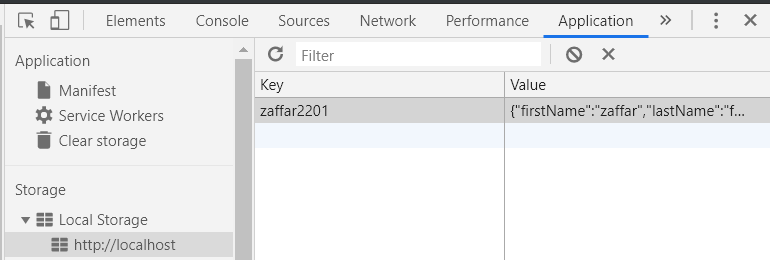 Elements Console Sources Network Performance Application »
Application
Manifest
Service Workers
Clear storage
Storage
Local Storage
http://localhost
Filter
Key Value
zaffar2201 {"firstName":"zaffar","lastName":"f...